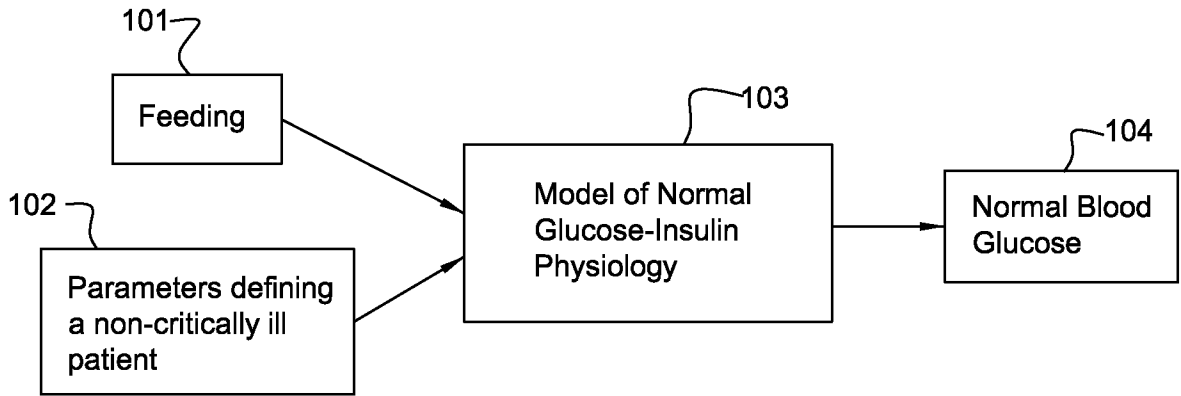 101
Feeding
102
Parameters defining
a non-critically ill
patient
103
Model of Normal
Glucose-Insulin
Physiology
104
Normal Blood
Glucose